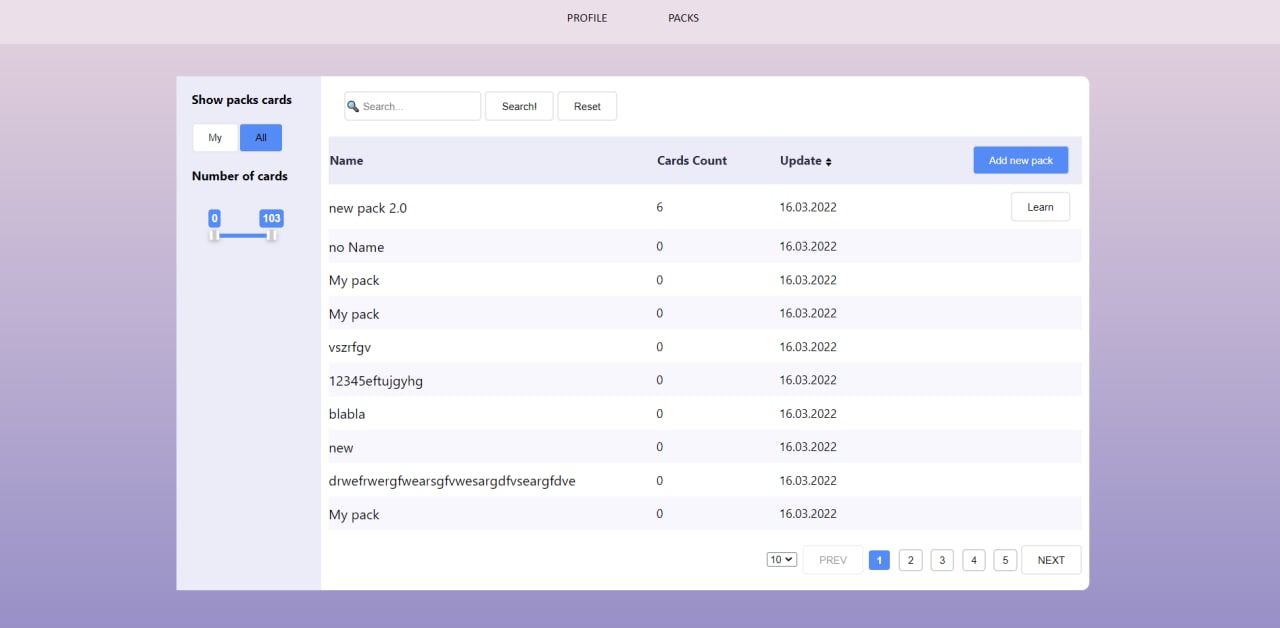 PROFILE PACKS
Show packs cards
My All
Number of cards
0 103
Search... Search! Reset
Name Cards Count Update Add new pack
new pack 2.0 6 16.03.2022 Learn
no Name 0 16.03.2022
My pack 0 16.03.2022
My pack 0 16.03.2022
vszrfgv 0 16.03.2022
12345eftujgyhg 0 16.03.2022
blabla 0 16.03.2022
new 0 16.03.2022
drwefrwergfwearsgfvwesargdfvseargfdve 0 16.03.2022
My pack 0 16.03.2022
10 PREV 1 2 3 4 5 NEXT